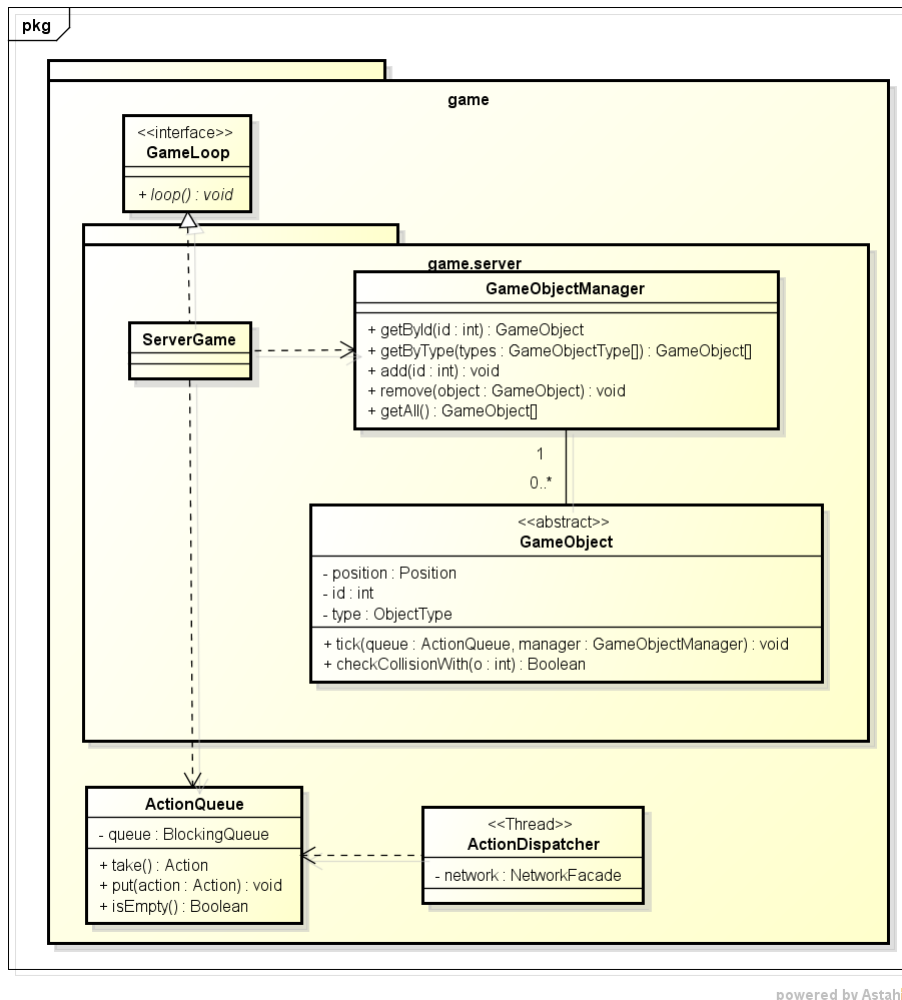 pkg
game
<<interface>>
GameLoop
+ loop() : void
game.server
GameObjectManager
+ getById(id : int) : GameObject
+ getByType(types : GameObjectType[]) : GameObject[]
+ add(id : int) : void
+ remove(object : GameObject) : void
+ getAll() : GameObject[]
ServerGame
1
0..*
<<abstract>>
GameObject
- position : Position
- id : int
- type : ObjectType
+ tick(queue : ActionQueue, manager : GameObjectManager) : void
+ checkCollisionWith(o : int) : Boolean
ActionQueue
- queue : BlockingQueue
+ take() : Action
+ put(action : Action) : void
+ isEmpty() : Boolean
<<Thread>>
ActionDispatcher
- network : NetworkFacade
powered by Astah